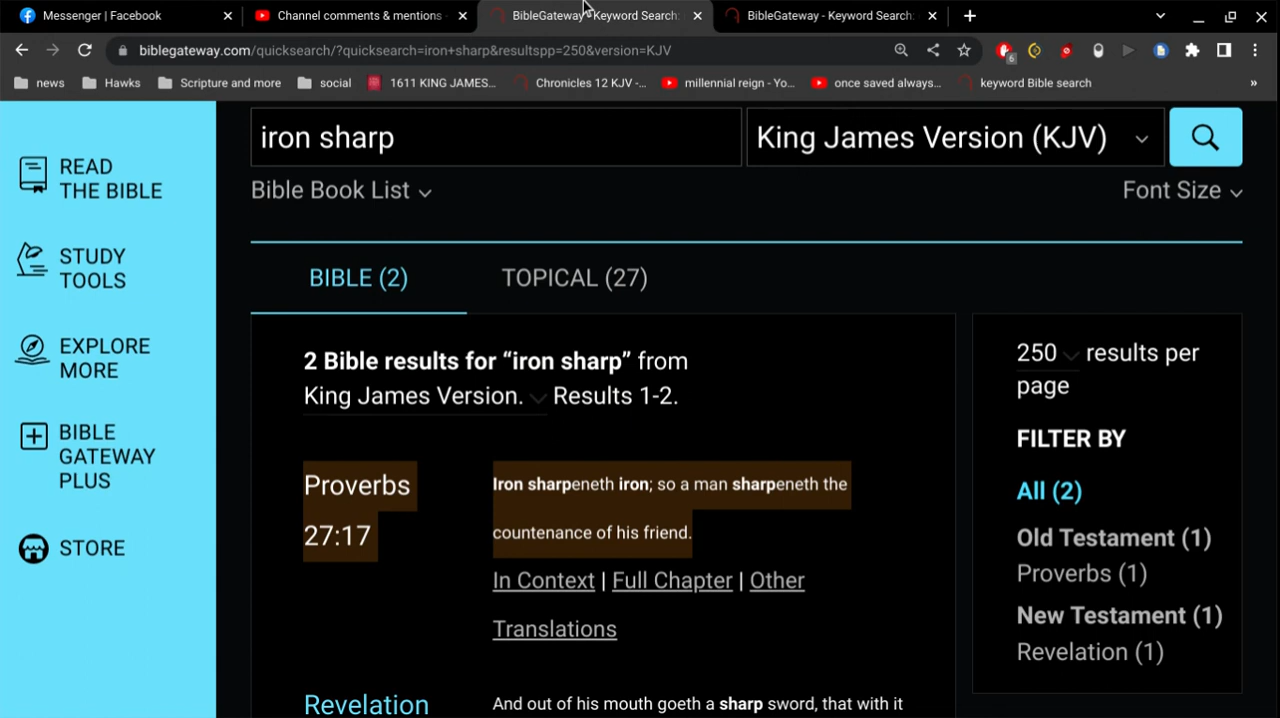 Messenger | Facebook
Channel comments & mentions -
BibleGateway - Keyword Search:
BibleGateway - Keyword Search:
biblegateway.com/quicksearch/?quicksearch=iron+sharp&resultspp=250&version=KJV
6
news
Hawks
Scripture and more
social
1611 KING JAMES...
Chronicles 12 KJV -...
millennial reign - Yo...
once saved always...
keyword Bible search
»
READ
THE BIBLE
STUDY
TOOLS
EXPLORE
MORE
BIBLE
GATEWAY
PLUS
STORE
iron sharp
King James Version (KJV)
Bible Book List
Font Size
BIBLE (2)
TOPICAL (27)
2 Bible results for “iron sharp” from
King James Version. Results 1-2.
Proverbs
27:17
Iron sharpeneth iron; so a man sharpeneth the
countenance of his friend.
In Context | Full Chapter | Other
Translations
Revelation
And out of his mouth goeth a sharp sword, that with it
250 results per
page
FILTER BY
All (2)
Old Testament (1)
Proverbs (1)
New Testament (1)
Revelation (1)